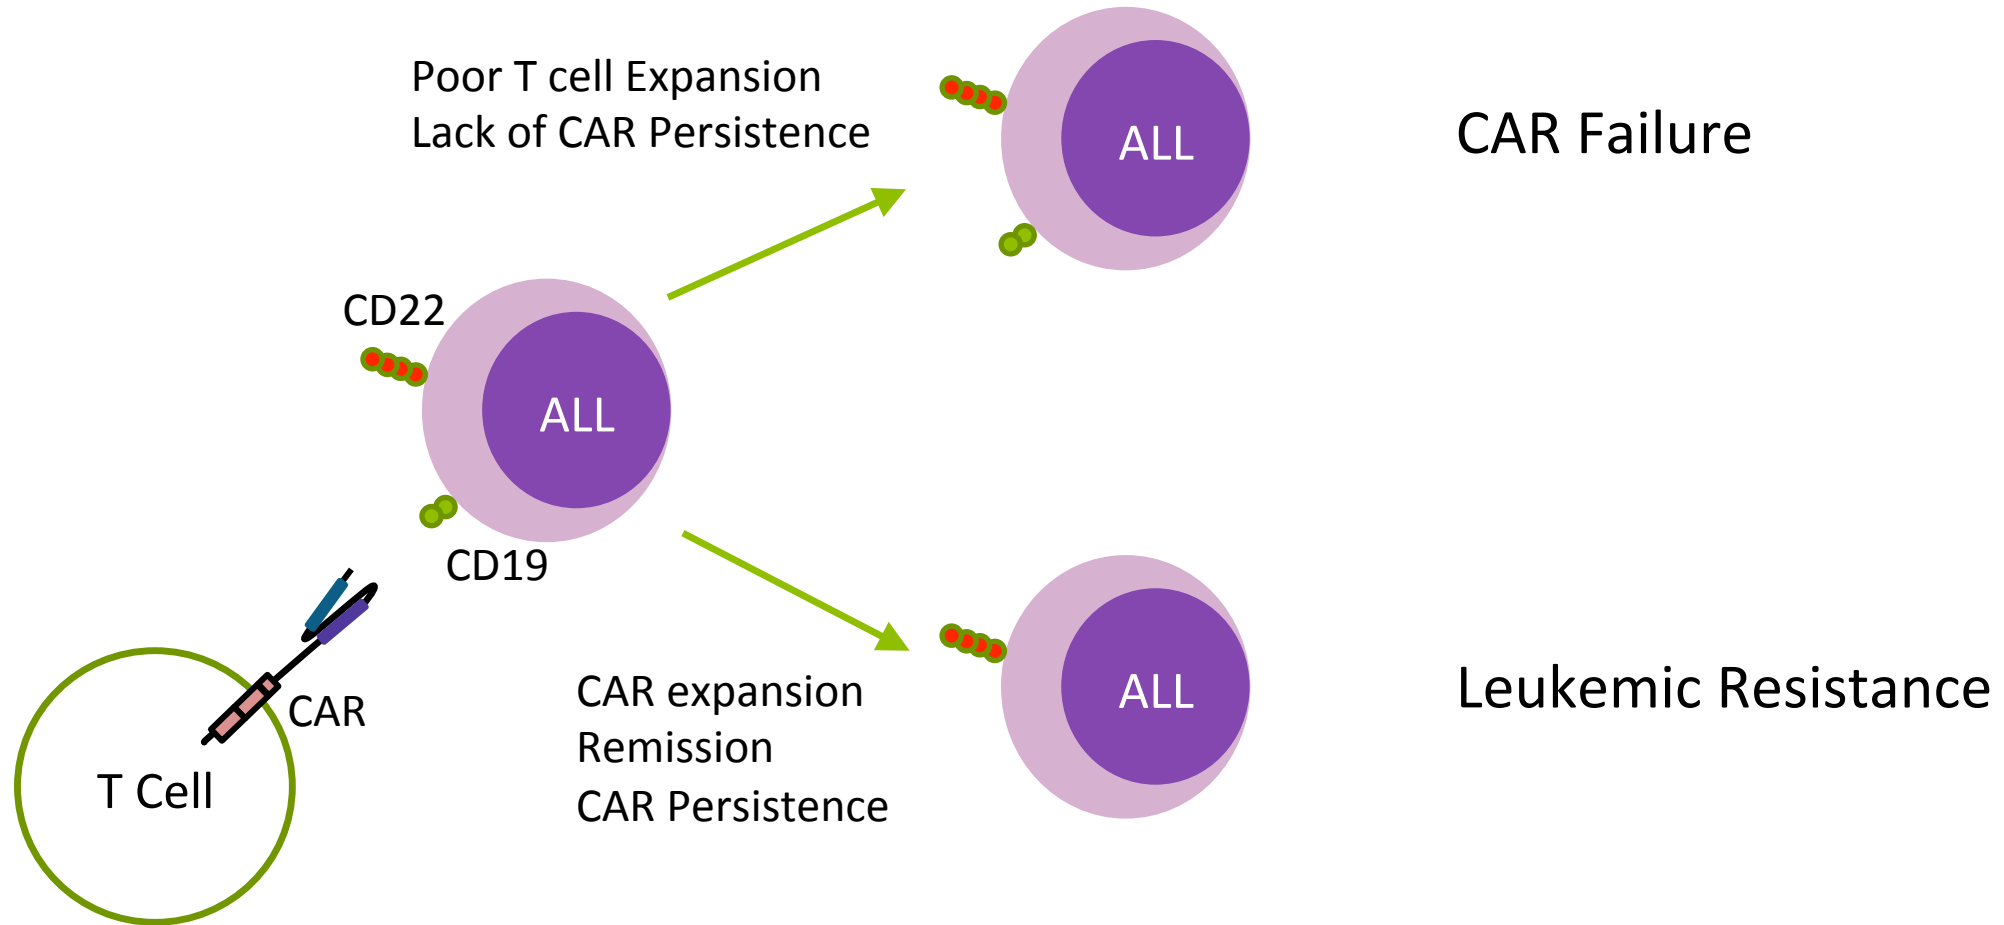 Poor T cell Expansion
Lack of CAR Persistence
ALL
CAR Failure
CD22
ALL
CD19
CAR
T Cell
CAR expansion
Remission
CAR Persistence
ALL
Leukemic Resistance